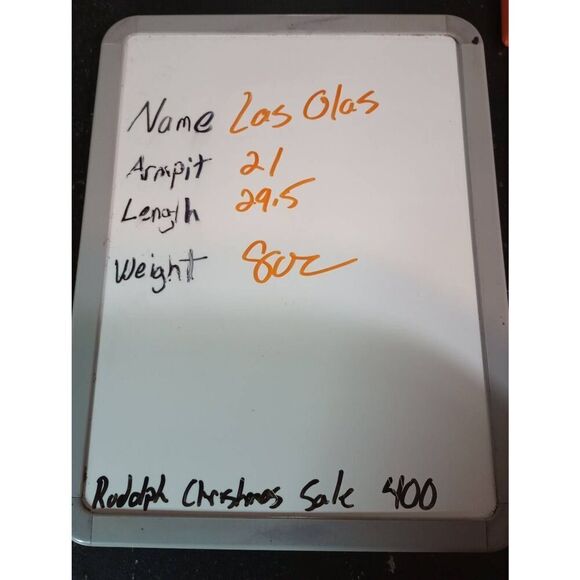 Name Las Olas
Armpit 21
Length 29.5
Weight 8oz
Rudolph Christmas Sale 400